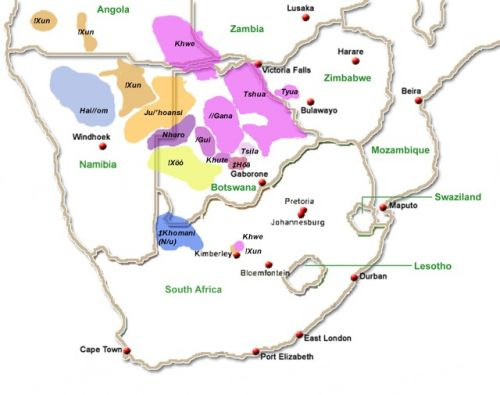 Angola
Lusaka
!Xun
!Xun
Zambia
Khwe
Harare
Victoria Falls
Zimbabwe
Hai//om
!Xun
Tshua
Tyua
Beira
Ju/'hoansi
//Gana
Bulawayo
Windhoek
Nharo
/Gui
Tsila
Mozambique
Namibia
!Xóõ
Khute
‡Hõã
Gaborone
Botswana
Swaziland
Pretoria
Maputo
Johannesburg
‡Khomani
(N/u)
Khwe
Kimberley
!Xun
Bloemfontein
Lesotho
Durban
South Africa
East London
Cape Town
Port Elizabeth